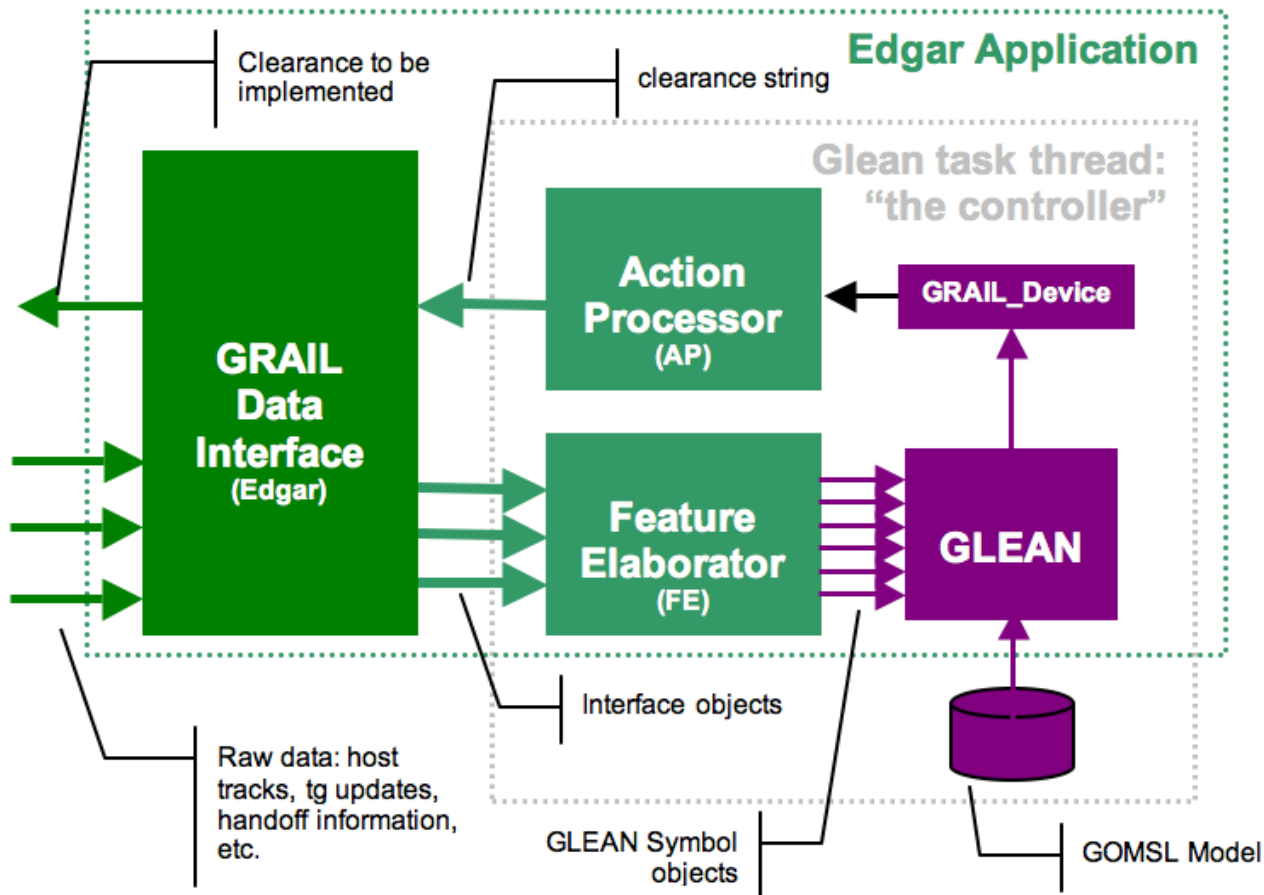 Edgar Application
Clearance to be
implemented
clearance string
Glean task thread:
“the controller”
GRAIL
Data
Interface
(Edgar)
Action
Processor
(AP)
GRAIL_Device
Feature
Elaborator
(FE)
GLEAN
Interface objects
Raw data: host
tracks, tg updates,
handoff information,
etc.
GLEAN Symbol
objects
GOMSL Model